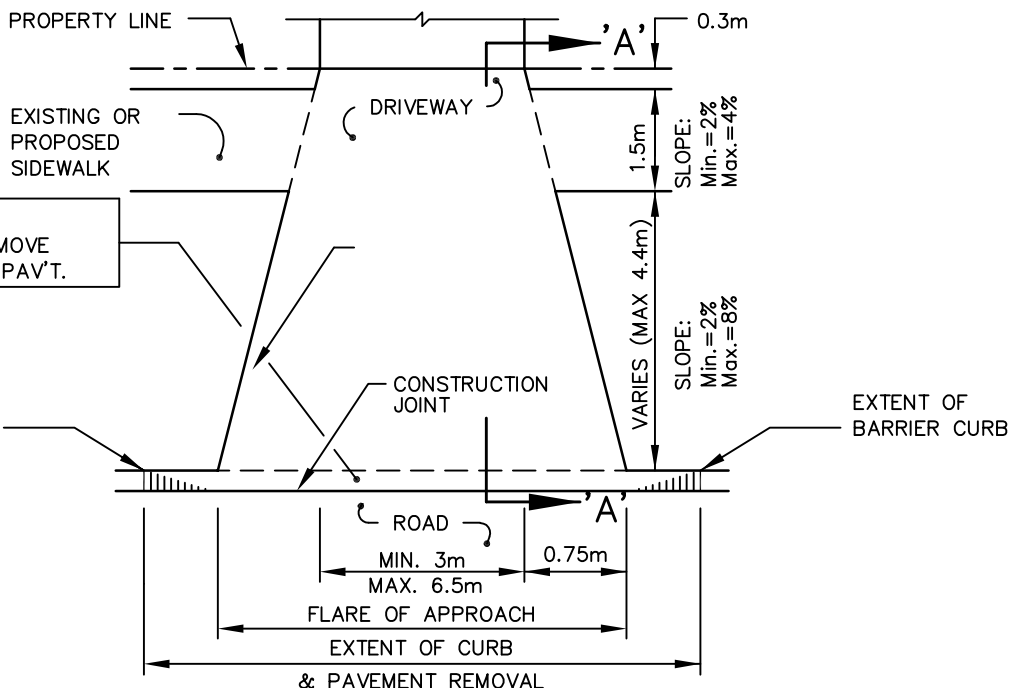 PROPERTY LINE
'A'
0.3m
EXISTING OR
PROPOSED
SIDEWALK
DRIVEWAY
1.5m
SLOPE:
Min.=2%
Max.=4%
MOVE
PAV'T.
VARIES (MAX 4.4m)
SLOPE:
Min.=2%
Max.=8%
CONSTRUCTION
JOINT
EXTENT OF
BARRIER CURB
'A'
ROAD
MIN. 3m
MAX. 6.5m
0.75m
FLARE OF APPROACH
EXTENT OF CURB
& PAVEMENT REMOVAL